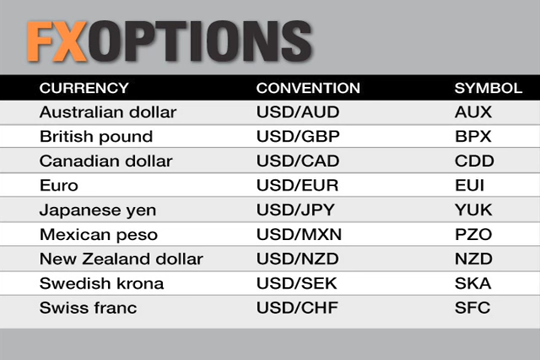 FXOPTIONS
CURRENCY CONVENTION SYMBOL
Australian dollar USD/AUD AUX
British pound USD/GBP BPX
Canadian dollar USD/CAD CDD
Euro USD/EUR EUI
Japanese yen USD/JPY YUK
Mexican peso USD/MXN PZO
New Zealand dollar USD/NZD NZD
Swedish krona USD/SEK SKA
Swiss franc USD/CHF SFC